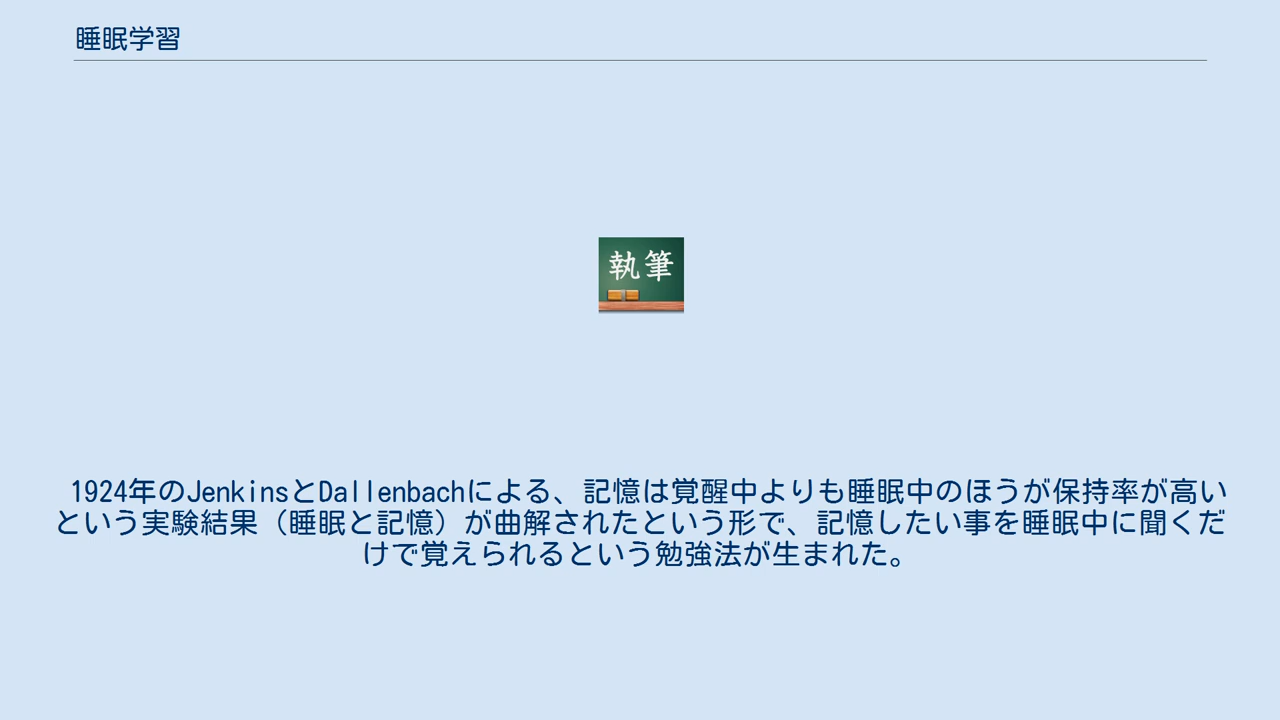 睡眠学習
執筆
1924年のJenkinsとDallenbachによる、記憶は覚醒中よりも睡眠中のほうが保持率が高い
という実験結果（睡眠と記憶）が曲解されたという形で、記憶したい事を睡眠中に聞くだ
けで覚えられるという勉強法が生まれた。